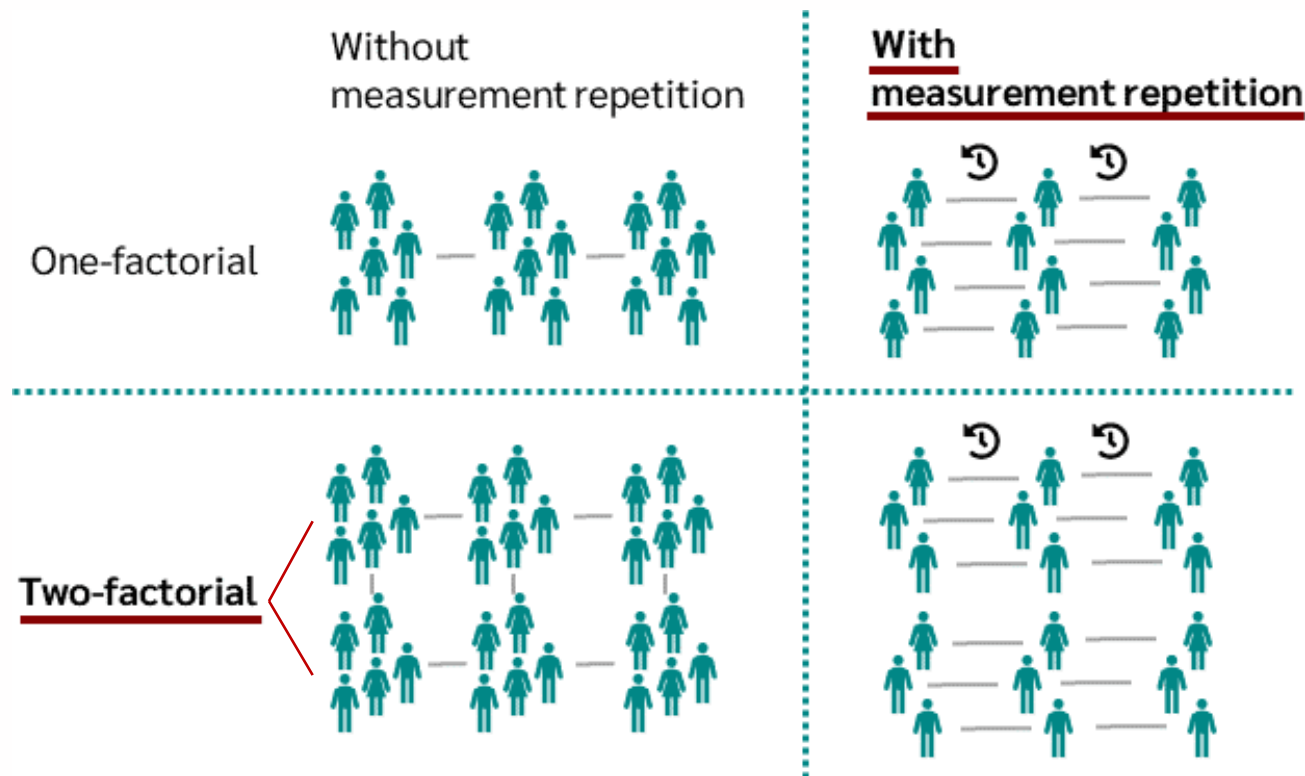 Without
measurement repetition
With
measurement repetition
One-factorial
Two-factorial